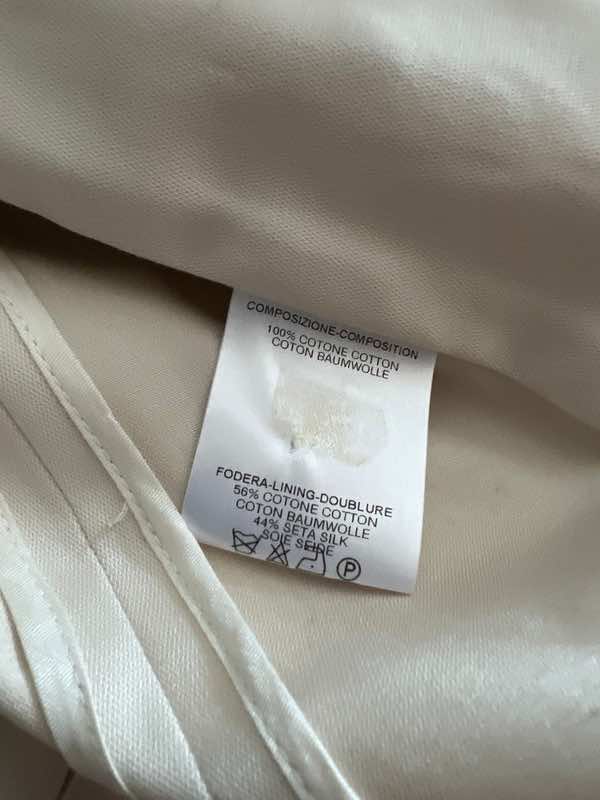 COMPOSIZIONE-COMPOSITION
100% COTONE COTTON
COTON BAUMWOLLE
FODERA-LINING-DOUBLURE
56% COTONE COTTON
COTON BAUMWOLLE
44% SETA SILK
SOIE SEIDE
P